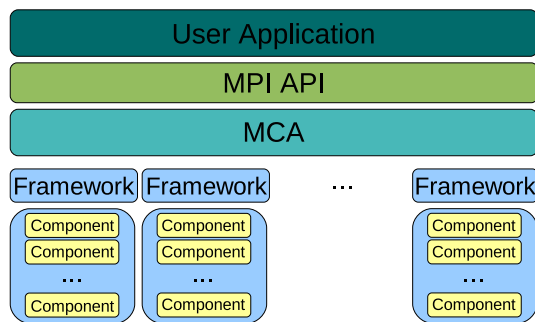 User Application
MPI API
MCA
Framework Framework ... Framework
Component Component Component
Component Component Component
... ... ...
Component Component Component